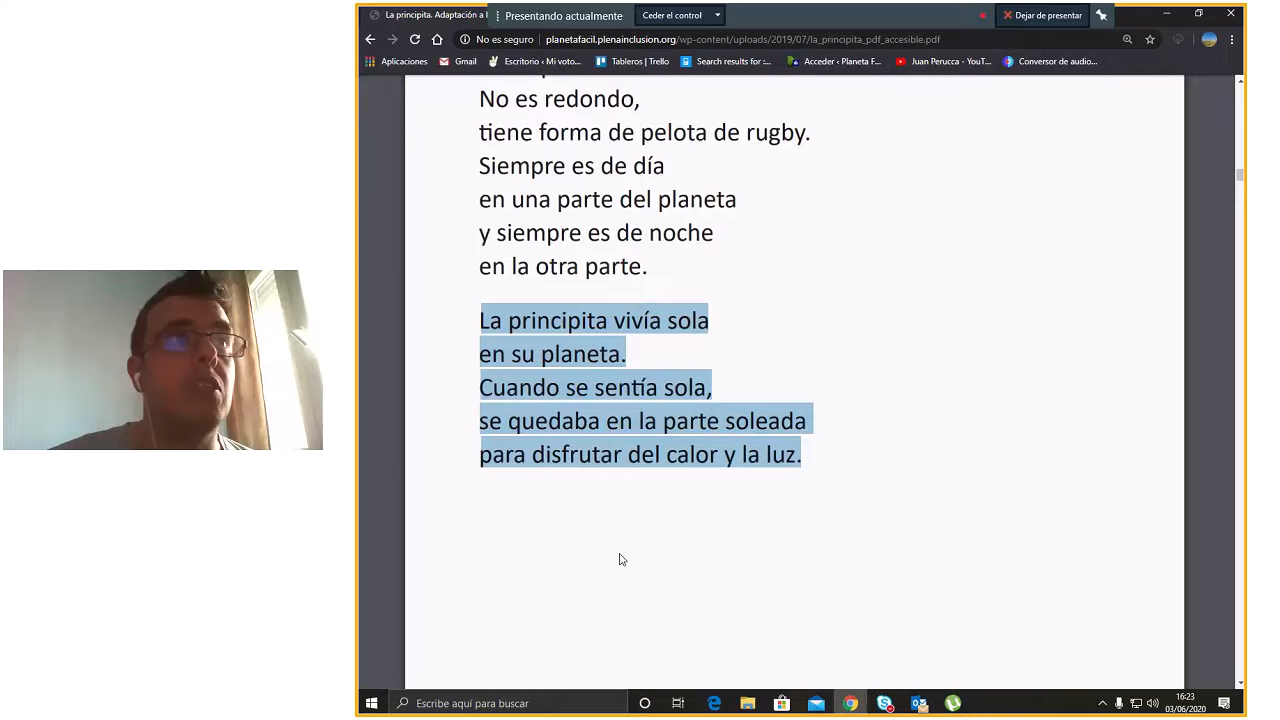 La principita. Adaptación a l
Presentando actualmente
Ceder el control
Dejar de presentar
No es seguro
planetafacil.plenainclusion.org/wp-content/uploads/2019/07/la_principita_pdf_accesible.pdf
Aplicaciones
Gmail
Escritorio ‹ Mi voto...
Tableros | Trello
Search results for :...
Acceder ‹ Planeta F...
Juan Perucca - YouT...
Conversor de audio...
No es redondo,
tiene forma de pelota de rugby.
Siempre es de día
en una parte del planeta
y siempre es de noche
en la otra parte.
La principita vivía sola
en su planeta.
Cuando se sentía sola,
se quedaba en la parte soleada
para disfrutar del calor y la luz.
Escribe aquí para buscar
16:23
03/06/2020